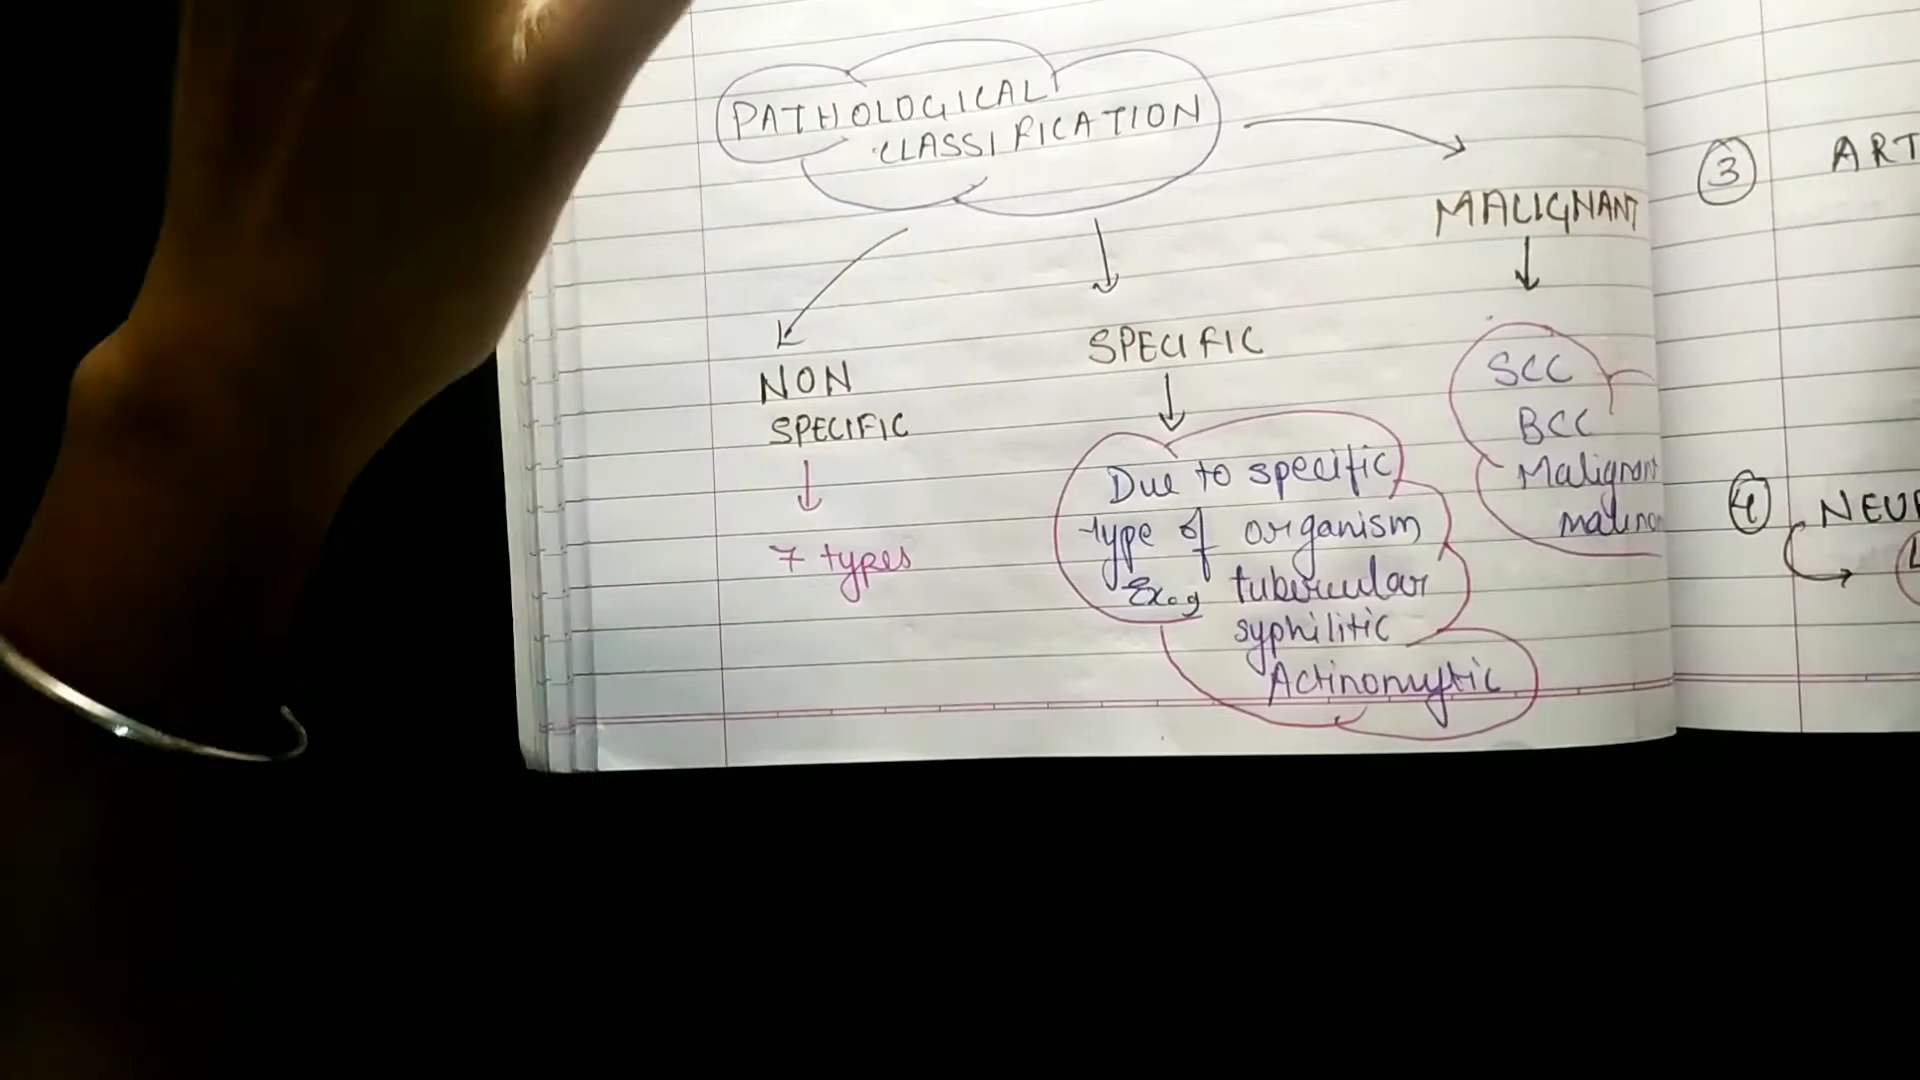 PATHOLOGICAL
CLASSIFICATION
NON
SPECIFIC
7 types
SPECIFIC
Due to specific
type of organism
Ex.g tubercular
syphilitic
Actinomytic
MALIGNANT
SCC
BCC
Malignant
3 ART
4 NEU